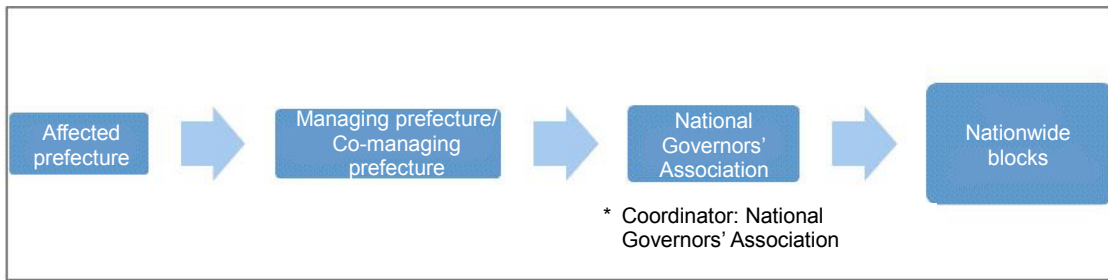 Affected
prefecture
Managing prefecture/
Co-managing
prefecture
National
Governors’
Association
Nationwide
blocks
* Coordinator: National
Governors’ Association